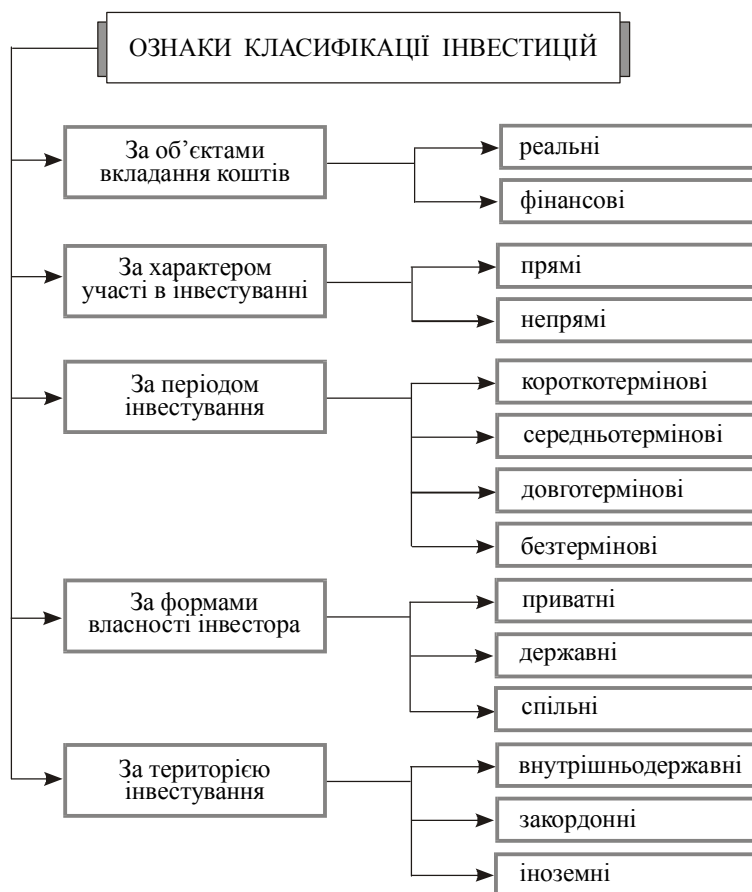 ОЗНАКИ КЛАСИФІКАЦІЇ ІНВЕСТИЦІЙ
За об’єктами
вкладання коштів
реальні
фінансові
За характером
участі в інвестуванні
прямі
непрямі
За періодом
інвестування
короткотермінові
середньотермінові
довготермінові
безтермінові
За формами
власності інвестора
приватні
державні
спільні
За територією
інвестування
внутрішньодержавні
закордонні
іноземні